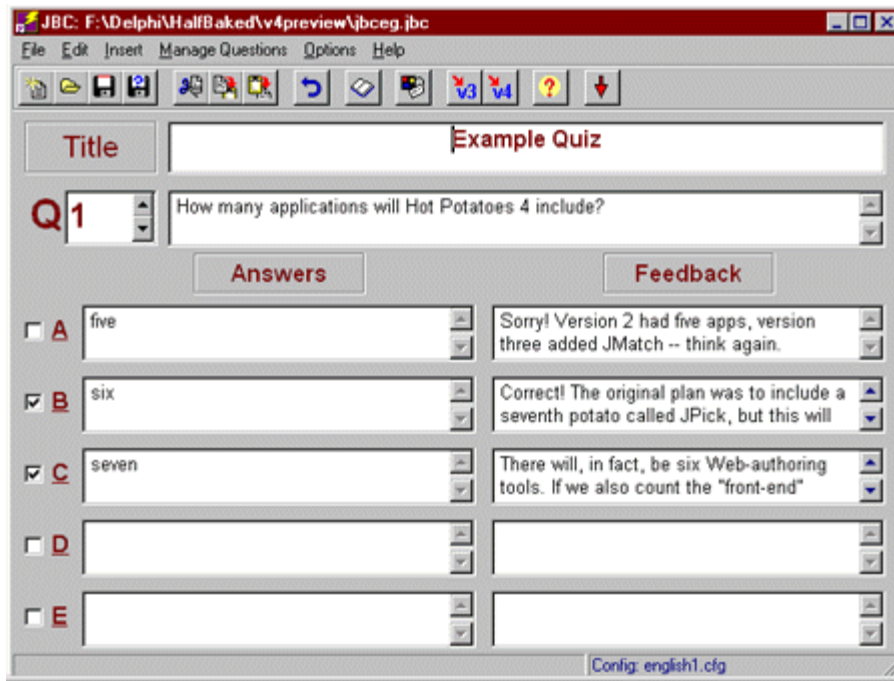 JBC: F:\Delphi\HalfBaked\v4preview\jbceg.jbc
File Edit Insert Manage Questions Options Help
v3 v4 ?
Title Example Quiz
Q 1 How many applications will Hot Potatoes 4 include?
Answers Feedback
A five Sorry! Version 2 had five apps, version
three added JMatch -- think again.
B six Correct! The original plan was to include a
seventh potato called JPick, but this will
C seven There will, in fact, be six Web-authoring
tools. If we also count the "front-end"
D
E
Config: english1.cfg